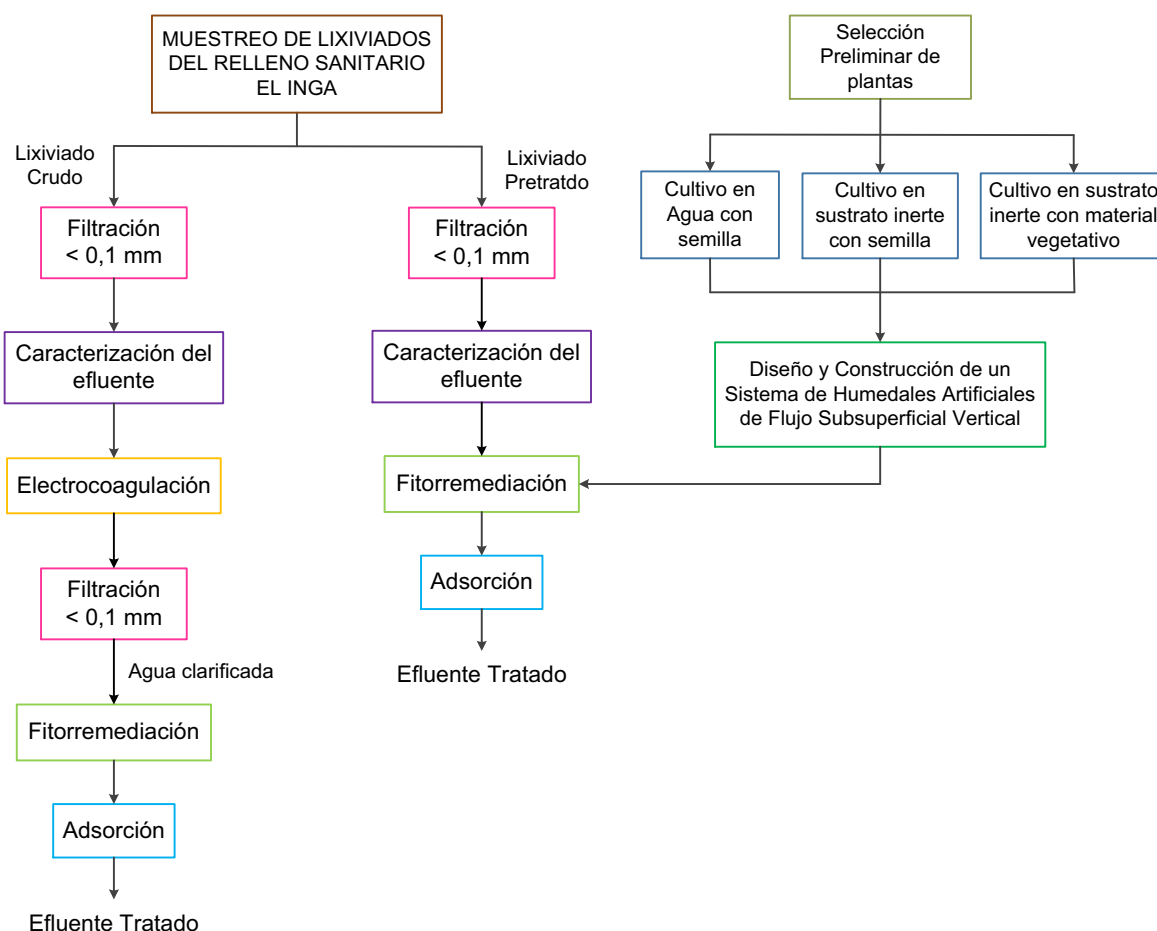 MUESTREO DE LIXIVIADOS
DEL RELLENO SANITARIO
EL INGA
Lixiviado
Crudo
Filtración
< 0,1 mm
Caracterización del
efluente
Electrocoagulación
Filtración
< 0,1 mm
Agua clarificada
Fitorremediación
Adsorción
Efluente Tratado
Lixiviado
Pretratdo
Filtración
< 0,1 mm
Caracterización del
efluente
Fitorremediación
Adsorción
Efluente Tratado
Selección
Preliminar de
plantas
Cultivo en
Agua con
semilla
Cultivo en
sustrato inerte
con semilla
Cultivo en sustrato
inerte con material
vegetativo
Diseño y Construcción de un
Sistema de Humedales Artificiales
de Flujo Subsuperficial Vertical